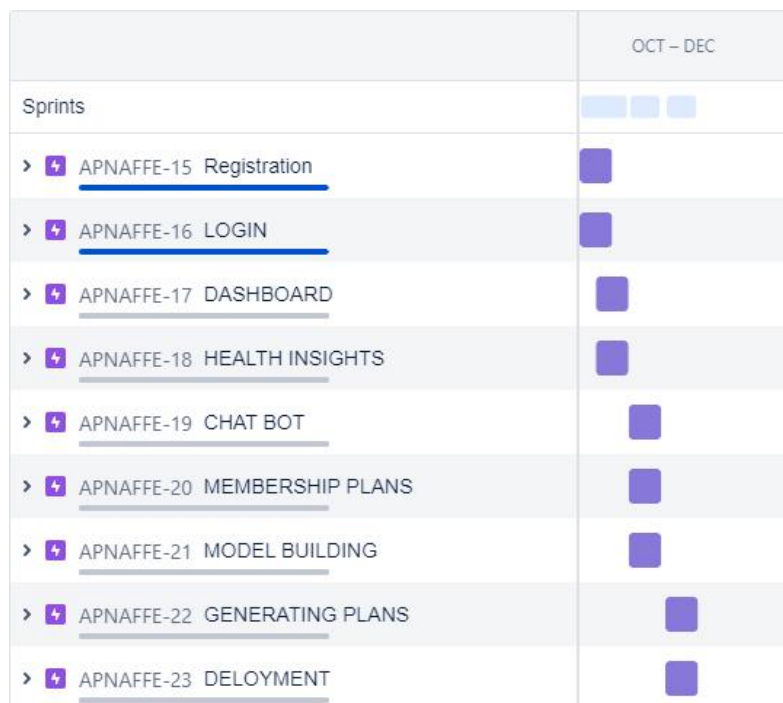 OCT – DEC
Sprints
APNAFFE-15 Registration
APNAFFE-16 LOGIN
APNAFFE-17 DASHBOARD
APNAFFE-18 HEALTH INSIGHTS
APNAFFE-19 CHAT BOT
APNAFFE-20 MEMBERSHIP PLANS
APNAFFE-21 MODEL BUILDING
APNAFFE-22 GENERATING PLANS
APNAFFE-23 DELOYMENT